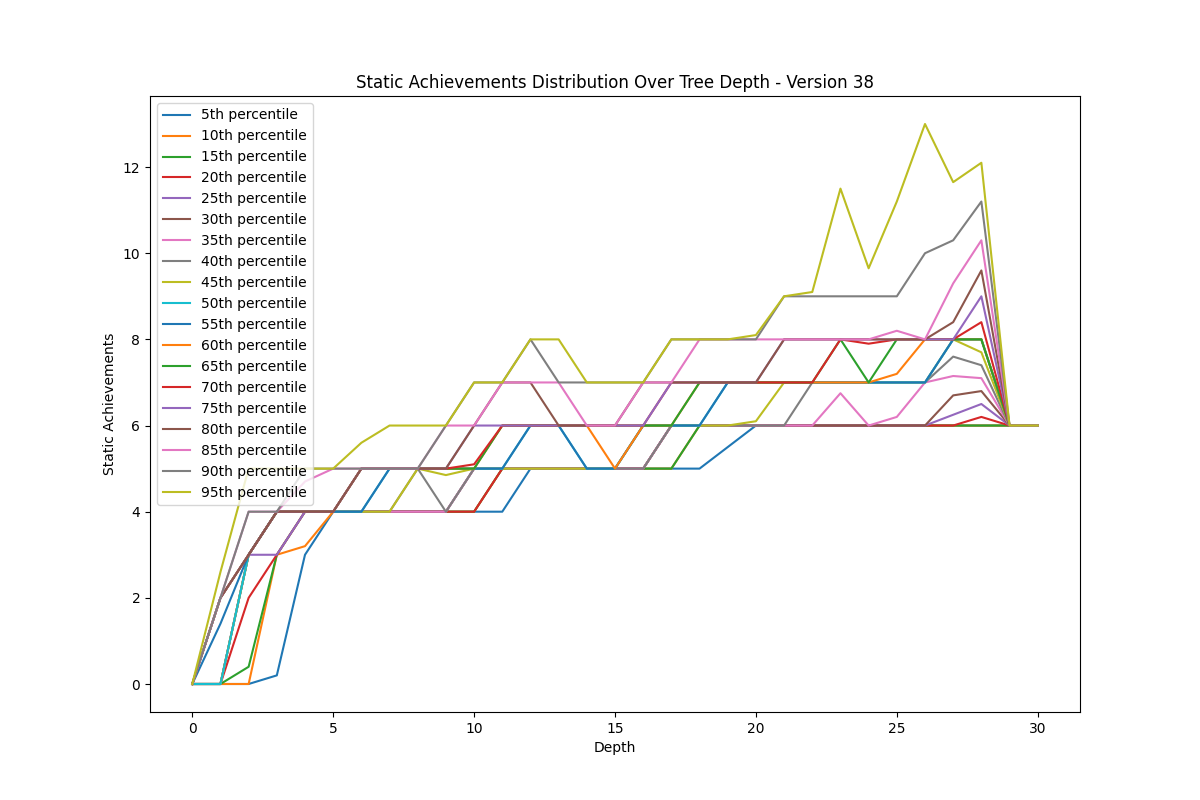 Static Achievements Distribution Over Tree Depth - Version 38
5th percentile
10th percentile
15th percentile
20th percentile
25th percentile
30th percentile
35th percentile
40th percentile
45th percentile
50th percentile
55th percentile
60th percentile
65th percentile
70th percentile
75th percentile
80th percentile
85th percentile
90th percentile
95th percentile
Static Achievements
12
10
8
6
4
2
0
0 5 10 15 20 25 30
Depth